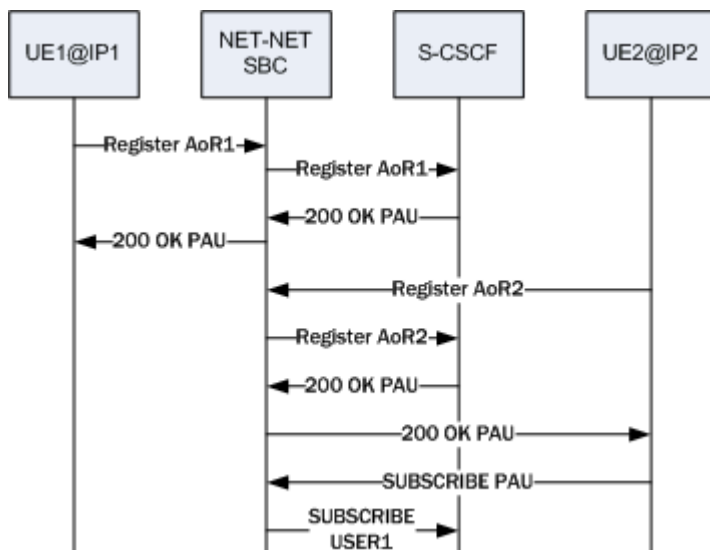 UE1@IP1
NET-NET
SBC
S-CSCF
UE2@IP2
Register AoR1
Register AoR1
200 OK PAU
200 OK PAU
Register AoR2
Register AoR2
200 OK PAU
200 OK PAU
SUBSCRIBE PAU
SUBSCRIBE
USER1